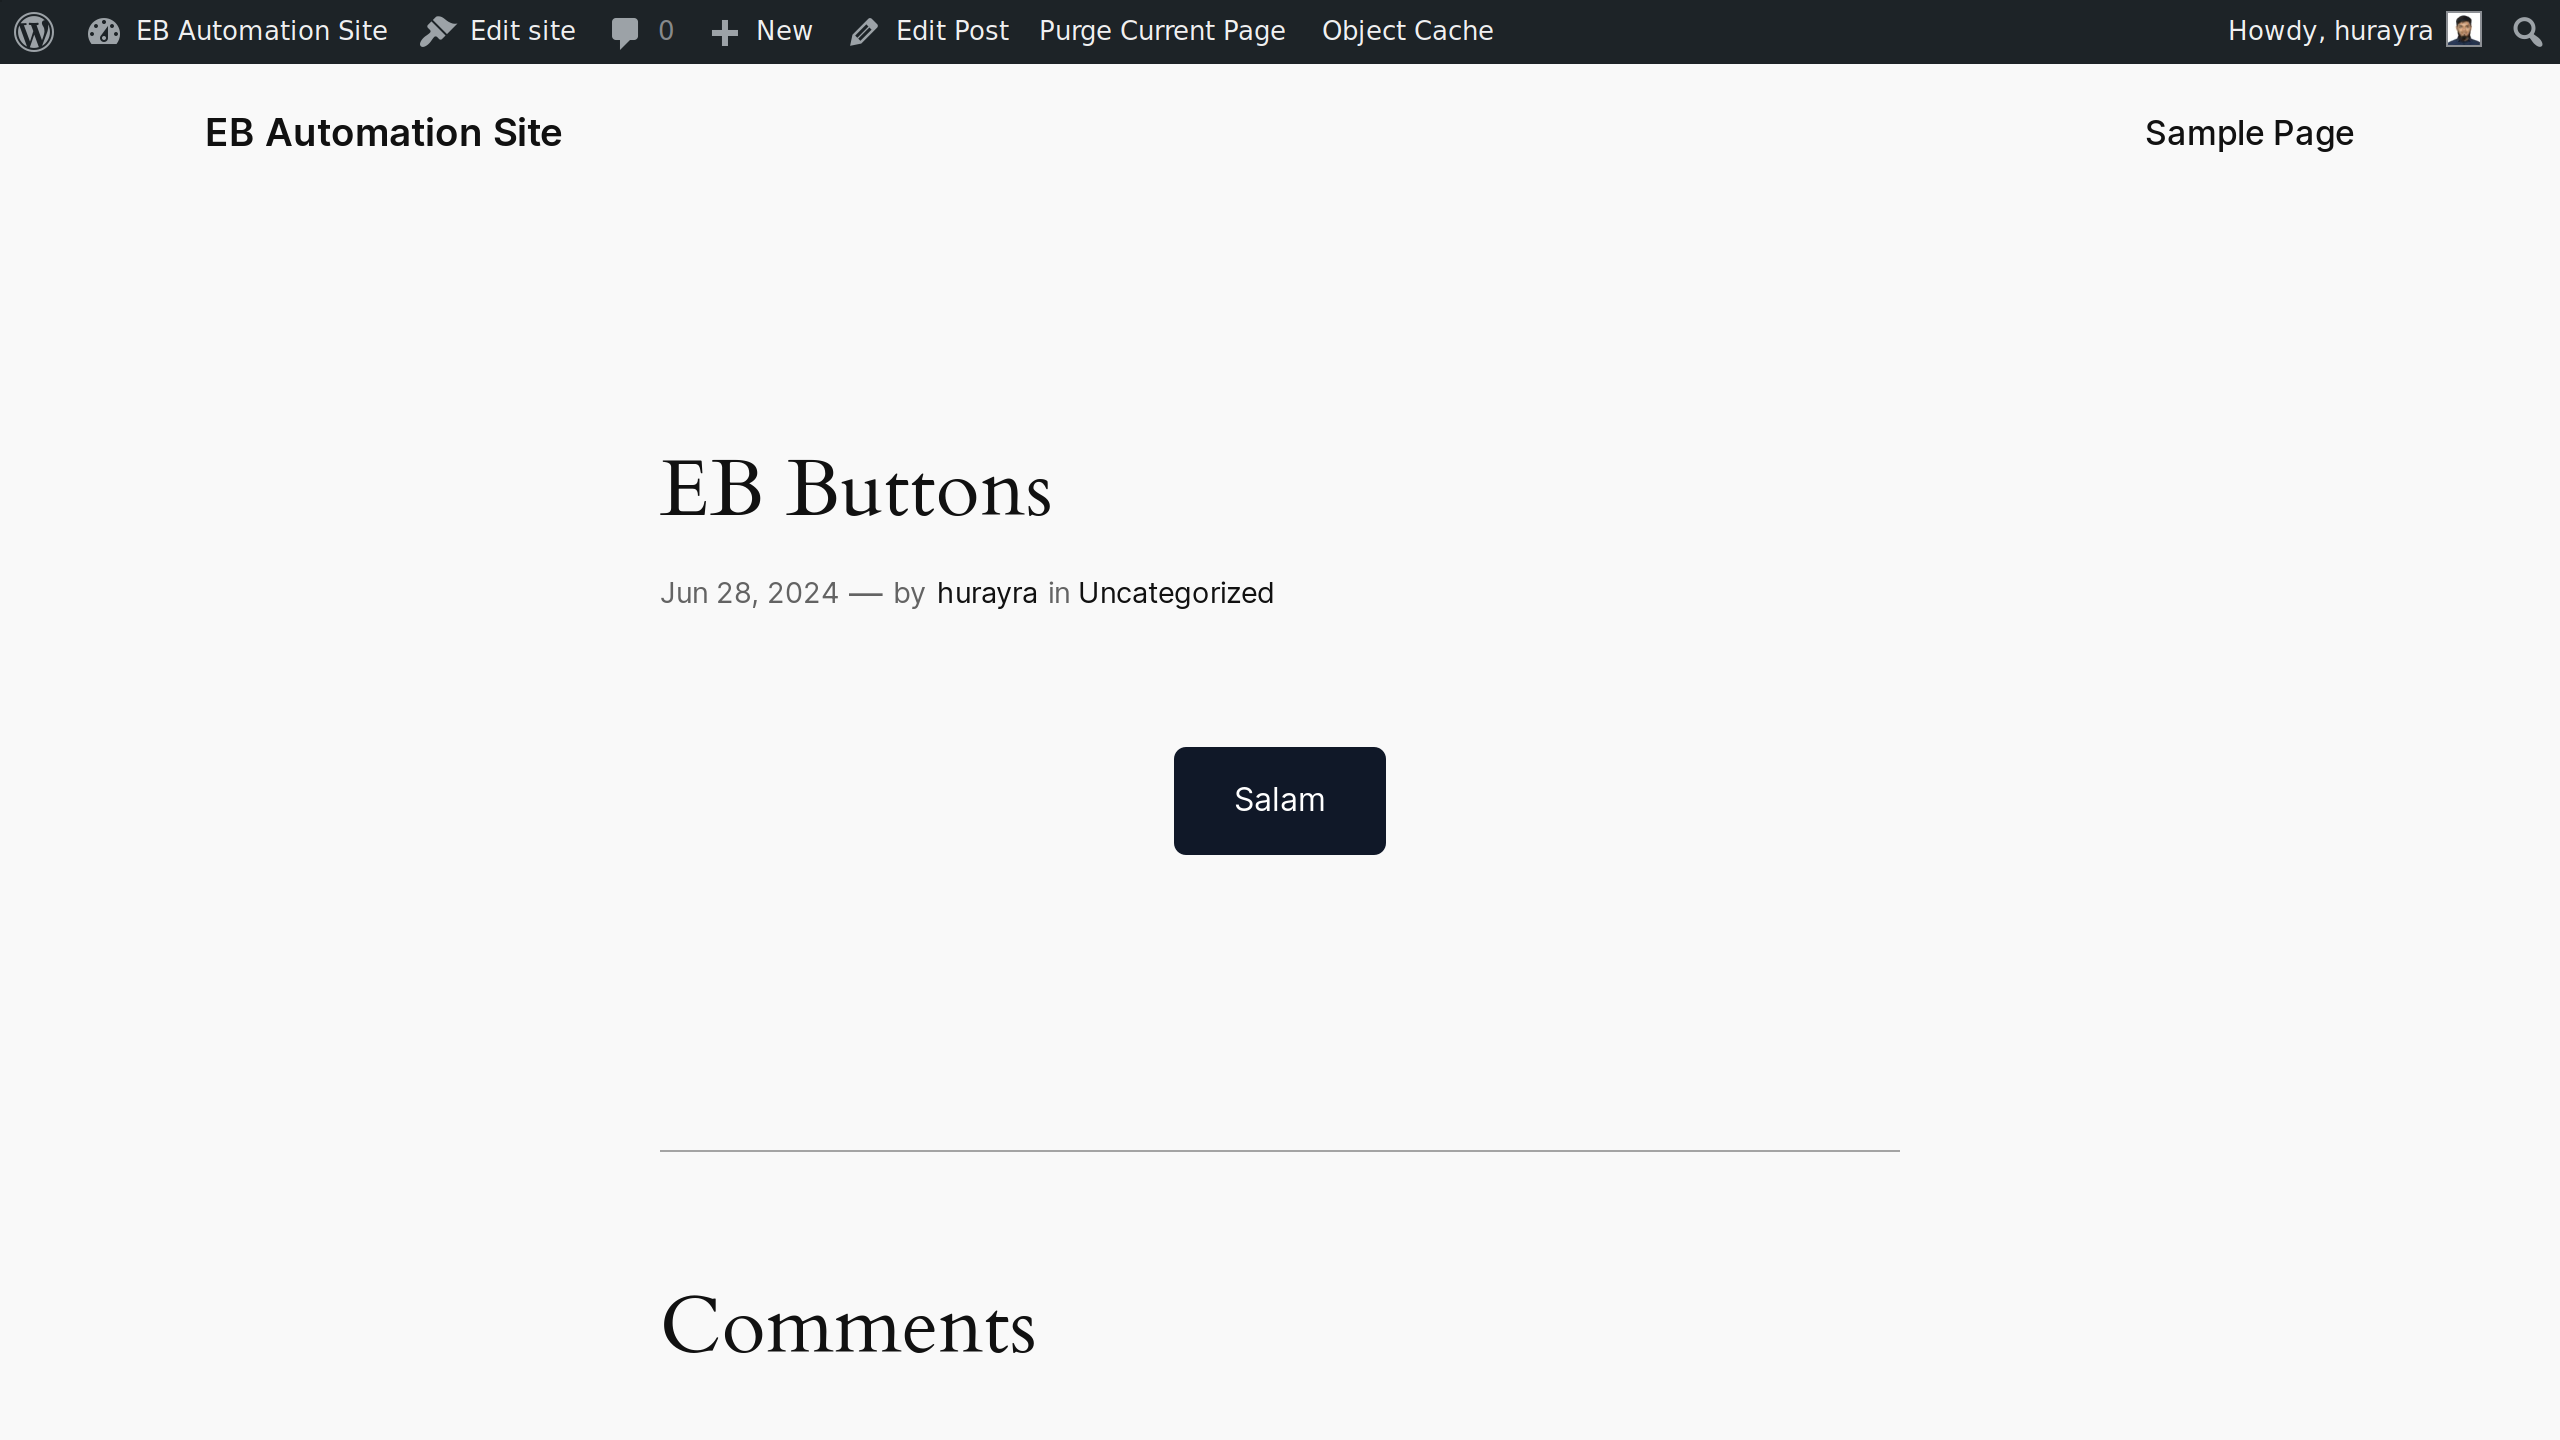 EB Automation Site Edit site 0 New Edit Post Purge Current Page Object Cache Howdy, hurayra
EB Automation Site Sample Page
EB Buttons
Jun 28, 2024 — by hurayra in Uncategorized
Salam
Comments